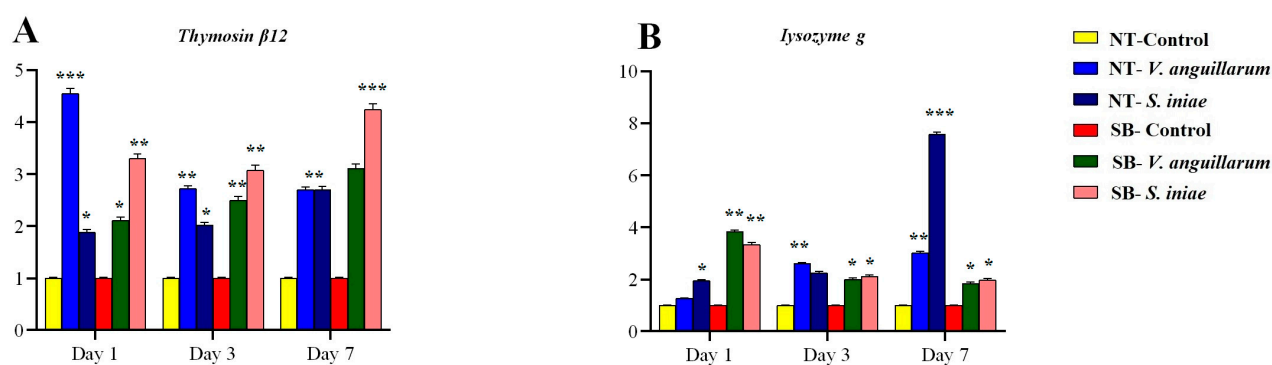 A
Thymosin β12
5
4
3
2
1
0
***
*
*
**
**
*
**
**
**
***
Day 1
Day 3
Day 7
B
Iysozyme g
10
8
6
4
2
0
*
**
**
**
*
*
**
***
*
*
Day 1
Day 3
Day 7
NT-Control
NT- V. anguillarum
NT- S. iniae
SB- Control
SB- V. anguillarum
SB- S. iniae